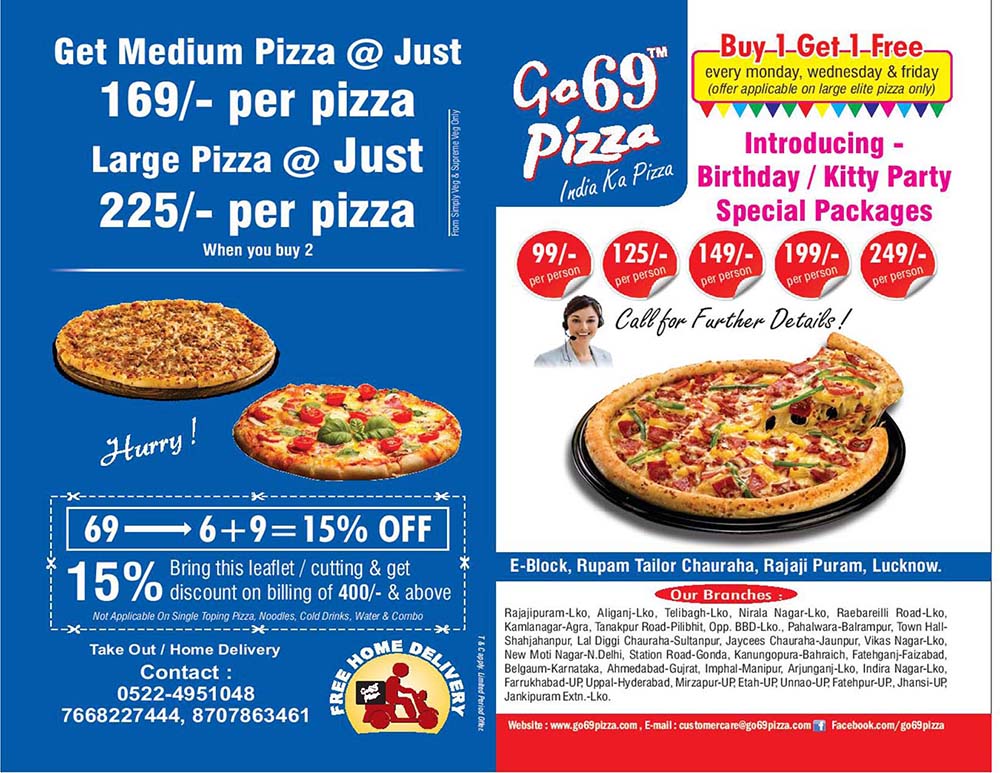 Get Medium Pizza @ Just
169/- per pizza
Large Pizza @ Just
225/- per pizza
When you buy 2
From Simply Veg & Supreme Veg Only
Hurry !
69 → 6+9=15% OFF
15% Bring this leaflet / cutting & get
discount on billing of 400/- & above
Not Applicable On Single Toping Pizza, Noodles, Cold Drinks, Water & Combo
Take Out / Home Delivery
Contact :
0522-4951048
7668227444, 8707863461
FREE HOME DELIVERY
Go69
Pizza
T & C apply. Limited Period Offer.
Go69™
Pizza
India Ka Pizza
Buy 1 Get 1 Free
every monday, wednesday & friday
(offer applicable on large elite pizza only)
Introducing -
Birthday / Kitty Party
Special Packages
99/- per person
125/- per person
149/- per person
199/- per person
249/- per person
Call for Further Details !
E-Block, Rupam Tailor Chauraha, Rajaji Puram, Lucknow.
Our Branches :
Rajajipuram-Lko, Aliganj-Lko, Telibagh-Lko, Nirala Nagar-Lko, Raebareilli Road-Lko,
Kamlanagar-Agra, Tanakpur Road-Pilibhit, Opp. BBD-Lko., Pahalwara-Balrampur, Town Hall-
Shahjahanpur, Lal Diggi Chauraha-Sultanpur, Jaycees Chauraha-Jaunpur, Vikas Nagar-Lko,
New Moti Nagar-N.Delhi, Station Road-Gonda, Kanungopura-Bahraich, Fatehganj-Faizabad,
Belgaum-Karnataka, Ahmedabad-Gujrat, Imphal-Manipur, Arjunganj-Lko, Indira Nagar-Lko,
Farrukhabad-UP, Uppal-Hyderabad, Mirzapur-UP, Etah-UP, Unnao-UP, Fatehpur-UP., Jhansi-UP,
Jankipuram Extn.-Lko.
Website : www.go69pizza.com , E-mail : customercare@go69pizza.com f Facebook.com/go69pizza